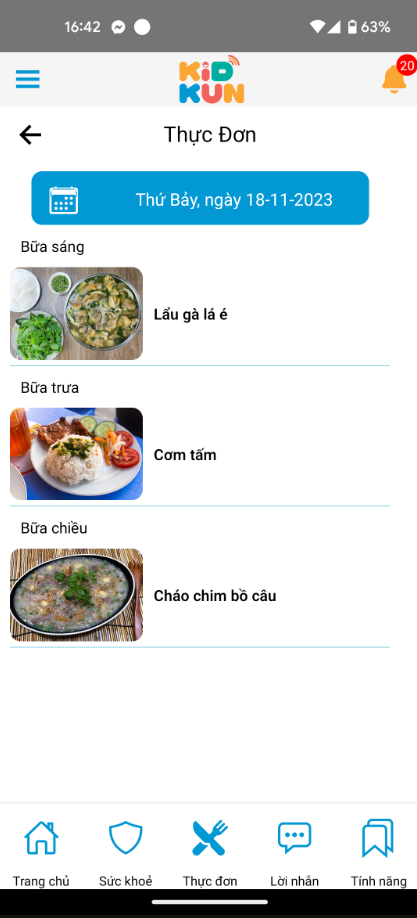 16:42
63%
KiD
KUN
20
Thực Đơn
Thứ Bảy, ngày 18-11-2023
Bữa sáng
Lẩu gà lá é
Bữa trưa
Cơm tấm
Bữa chiều
Cháo chim bồ câu
Trang chủ
Sức khoẻ
Thực đơn
Lời nhắn
Tính năng